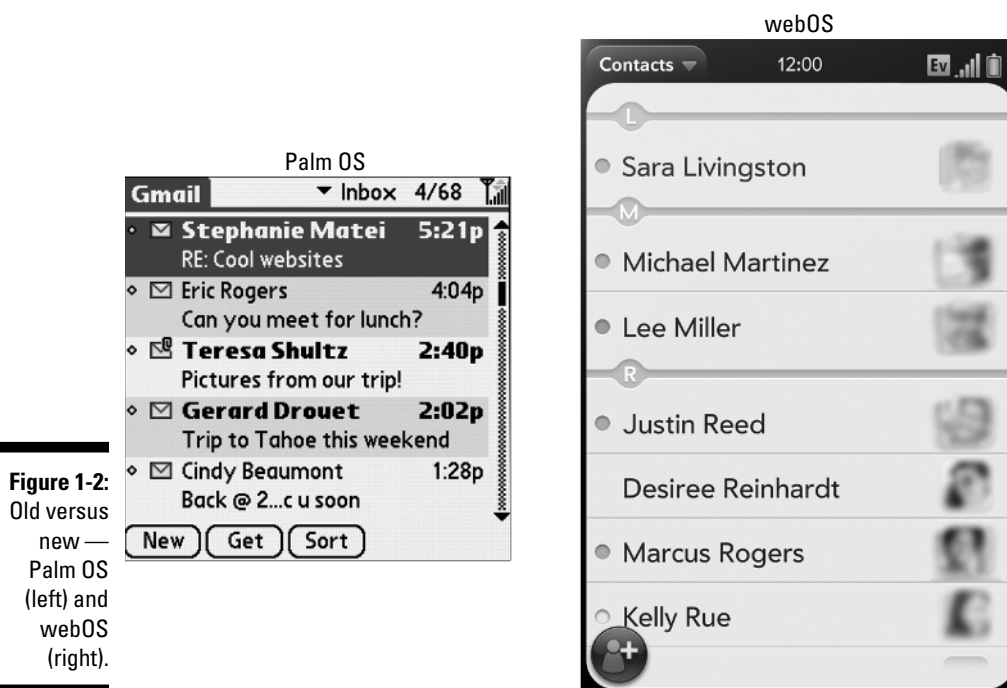 webOS
Contacts 12:00 Ev
L
Sara Livingston
M
Michael Martinez
Lee Miller
R
Justin Reed
Desiree Reinhardt
Marcus Rogers
Kelly Rue
Palm OS
Gmail Inbox 4/68
Stephanie Matei 5:21p
RE: Cool websites
Eric Rogers 4:04p
Can you meet for lunch?
Teresa Shultz 2:40p
Pictures from our trip!
Gerard Drouet 2:02p
Trip to Tahoe this weekend
Cindy Beaumont 1:28p
Back @ 2...c u soon
New Get Sort
Figure 1-2:
Old versus
new —
Palm OS
(left) and
webOS
(right).